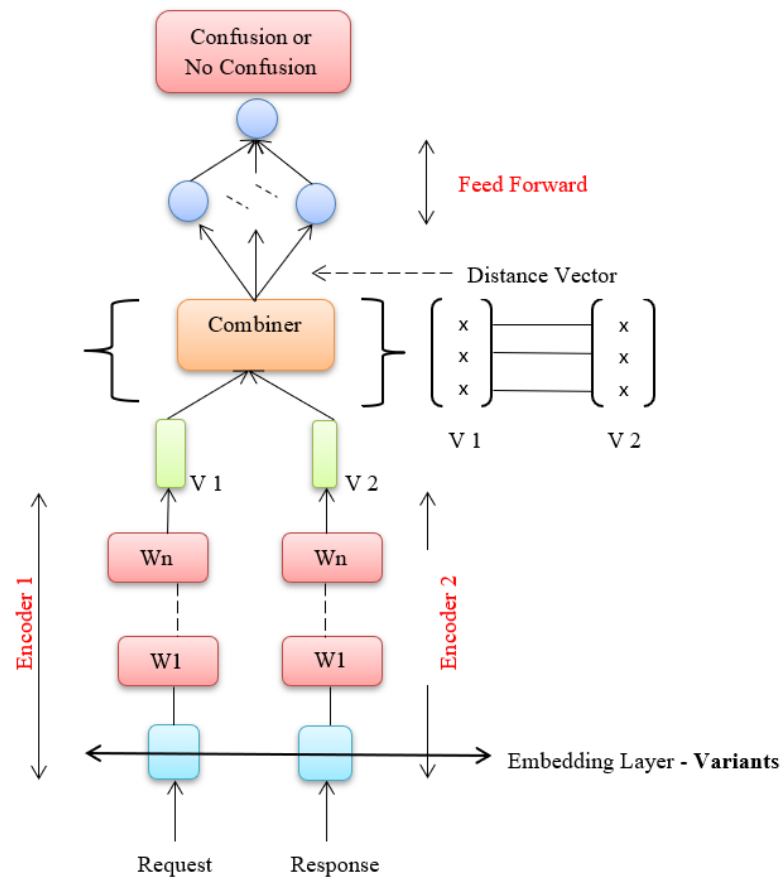 Confusion or
No Confusion
Feed Forward
Distance Vector
Combiner
x x
x x
x x
V 1 V 2
V 1 V 2
Wn Wn
Encoder 1
Encoder 2
W1 W1
Embedding Layer - Variants
Request Response